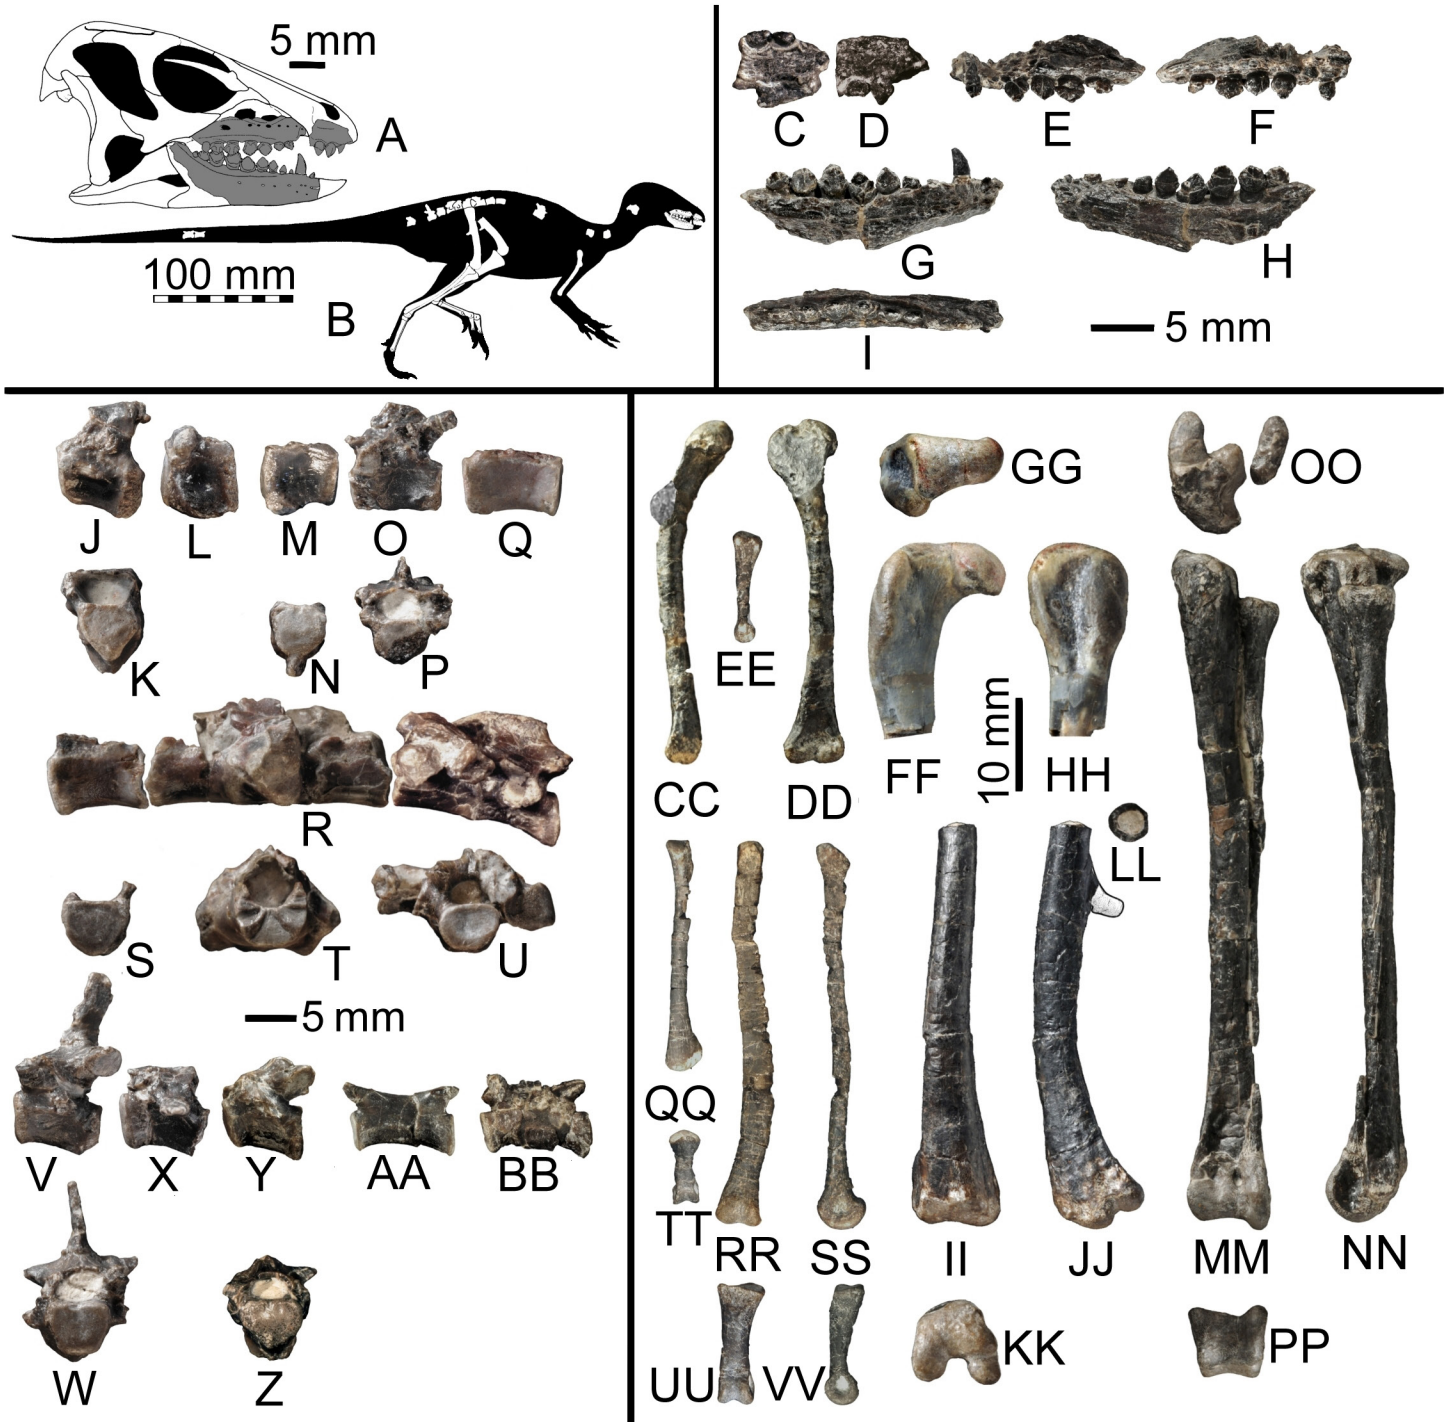 5 mm
A
100 mm
B
C D E F
G H
I
5 mm
J L M O Q
K N P
R
S T U
5 mm
V X Y AA BB
W Z
GG OO
EE
CC DD FF 10 mm HH
LL
QQ
TT RR SS II JJ MM NN
UU VV KK PP